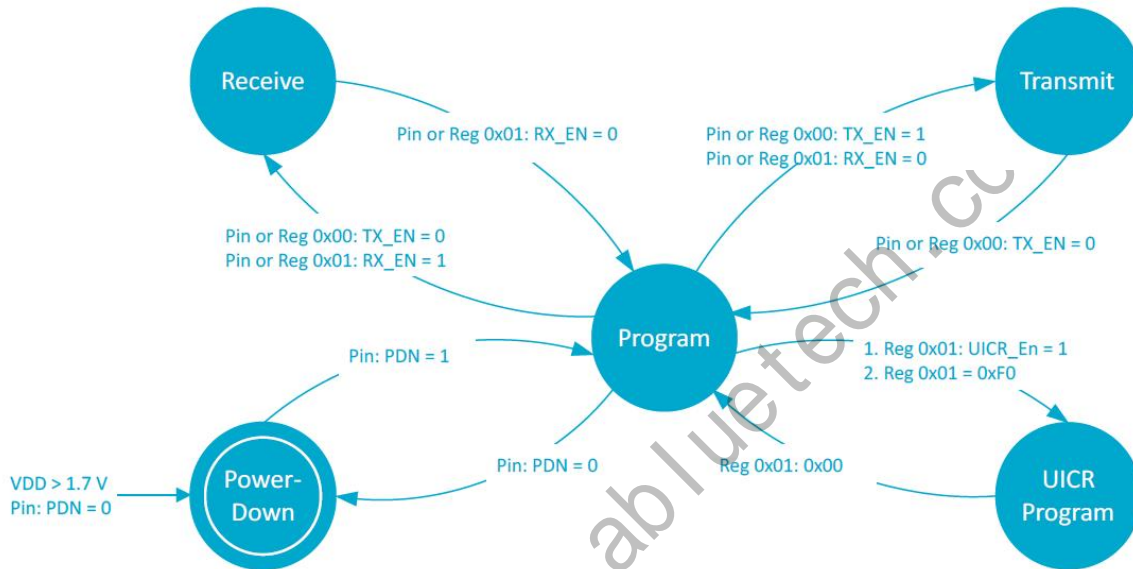 Receive
Transmit
Pin or Reg 0x01: RX_EN = 0
Pin or Reg 0x00: TX_EN = 1
Pin or Reg 0x01: RX_EN = 0
Pin or Reg 0x00: TX_EN = 0
Pin or Reg 0x01: RX_EN = 1
Pin or Reg 0x00: TX_EN = 0
Program
Pin: PDN = 1
1. Reg 0x01: UICR_En = 1
2. Reg 0x01 = 0xF0
Pin: PDN = 0
Reg 0x01: 0x00
VDD > 1.7 V
Pin: PDN = 0
Power-
Down
UICR
Program
abluetech.co